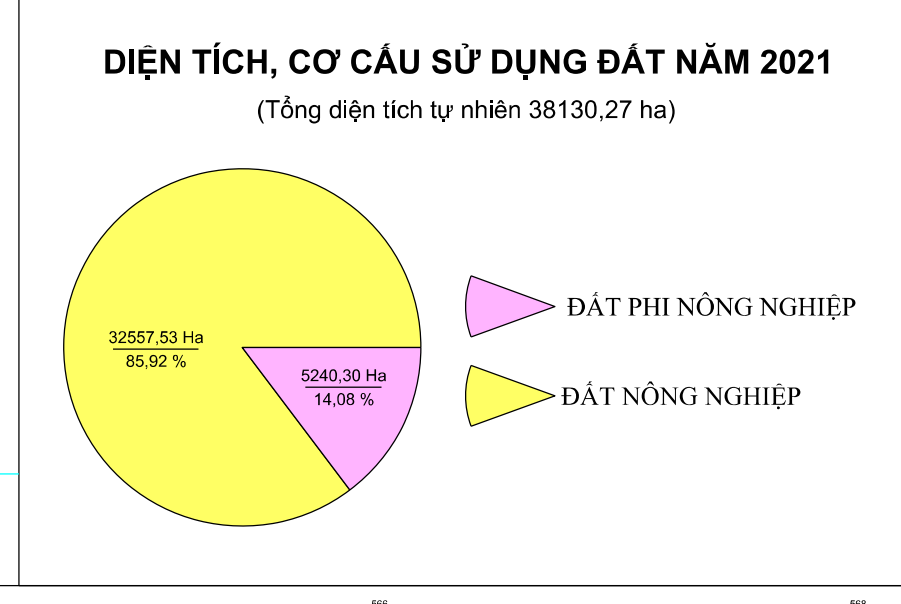 DIỆN TÍCH, CƠ CẤU SỬ DỤNG ĐẤT NĂM 2021
(Tổng diện tích tự nhiên 38130,27 ha)
32557,53 Ha
85,92 %
5240,30 Ha
14,08 %
ĐẤT PHI NÔNG NGHIỆP
ĐẤT NÔNG NGHIỆP